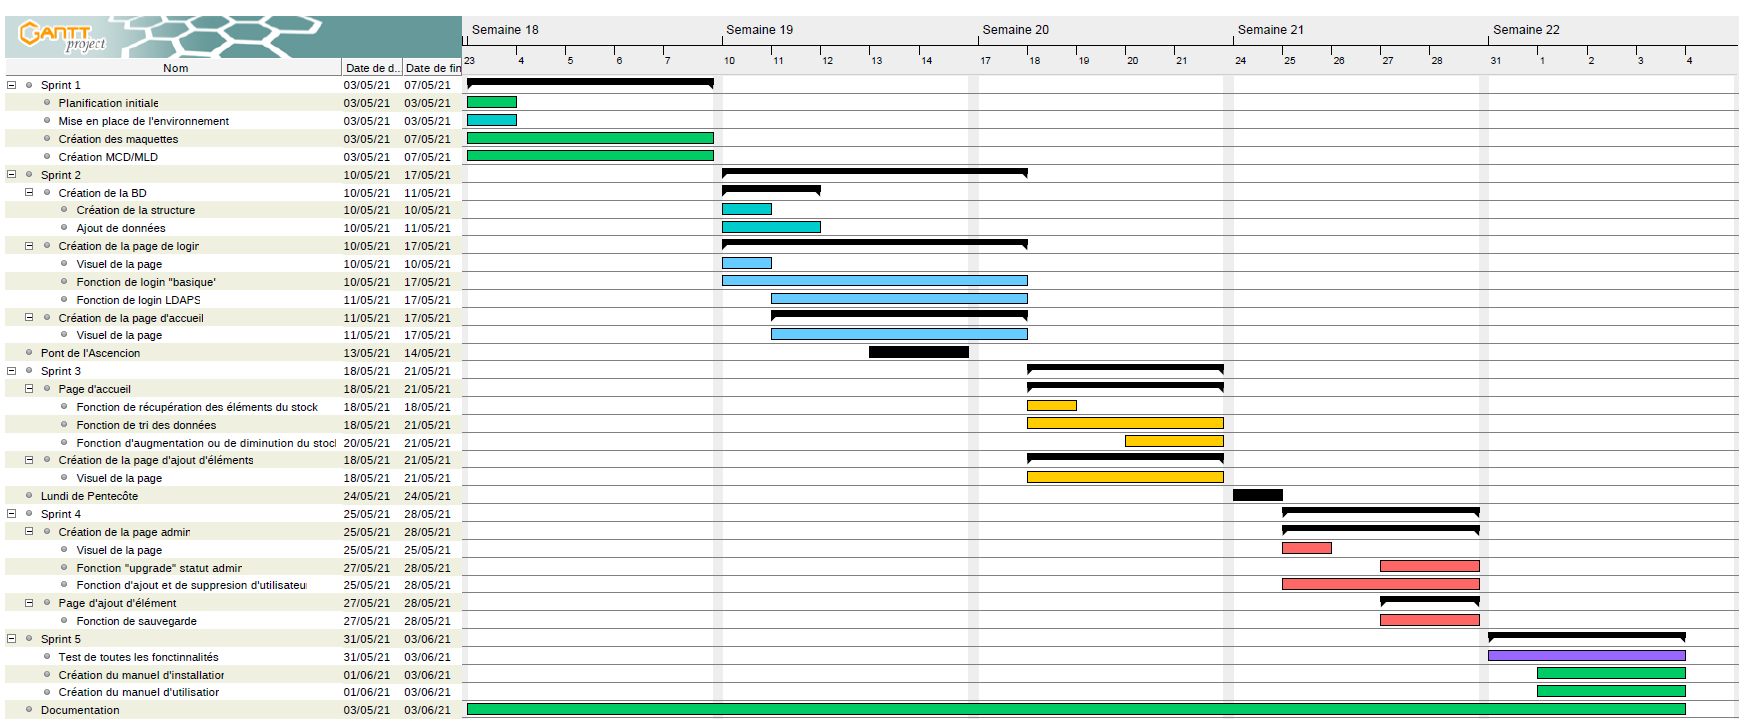 GANTT project
Semaine 18 Semaine 19 Semaine 20 Semaine 21 Semaine 22
Nom Date de d... Date de fin 23 4 5 6 7 10 11 12 13 14 17 18 19 20 21 24 25 26 27 28 31 1 2 3 4
Sprint 1 03/05/21 07/05/21
Planification initiale 03/05/21 03/05/21
Mise en place de l'environnement 03/05/21 03/05/21
Création des maquettes 03/05/21 07/05/21
Création MCD/MLD 03/05/21 07/05/21
Sprint 2 10/05/21 17/05/21
Création de la BD 10/05/21 11/05/21
Création de la structure 10/05/21 10/05/21
Ajout de données 10/05/21 11/05/21
Création de la page de login 10/05/21 17/05/21
Visuel de la page 10/05/21 10/05/21
Fonction de login "basique' 10/05/21 17/05/21
Fonction de login LDAPS 11/05/21 17/05/21
Création de la page d'accueil 11/05/21 17/05/21
Visuel de la page 11/05/21 17/05/21
Pont de l'Ascencion 13/05/21 14/05/21
Sprint 3 18/05/21 21/05/21
Page d'accueil 18/05/21 21/05/21
Fonction de récupération des éléments du stock 18/05/21 18/05/21
Fonction de tri des données 18/05/21 21/05/21
Fonction d'augmentation ou de diminution du stock 20/05/21 21/05/21
Création de la page d'ajout d'éléments 18/05/21 21/05/21
Visuel de la page 18/05/21 21/05/21
Lundi de Pentecôte 24/05/21 24/05/21
Sprint 4 25/05/21 28/05/21
Création de la page admin 25/05/21 28/05/21
Visuel de la page 25/05/21 25/05/21
Fonction "upgrade" statut admin 27/05/21 28/05/21
Fonction d'ajout et de suppresion d'utilisateur 25/05/21 28/05/21
Page d'ajout d'élément 27/05/21 28/05/21
Fonction de sauvegarde 27/05/21 28/05/21
Sprint 5 31/05/21 03/06/21
Test de toutes les fonctinnalités 31/05/21 03/06/21
Création du manuel d'installation 01/06/21 03/06/21
Création du manuel d'utilisation 01/06/21 03/06/21
Documentation 03/05/21 03/06/21